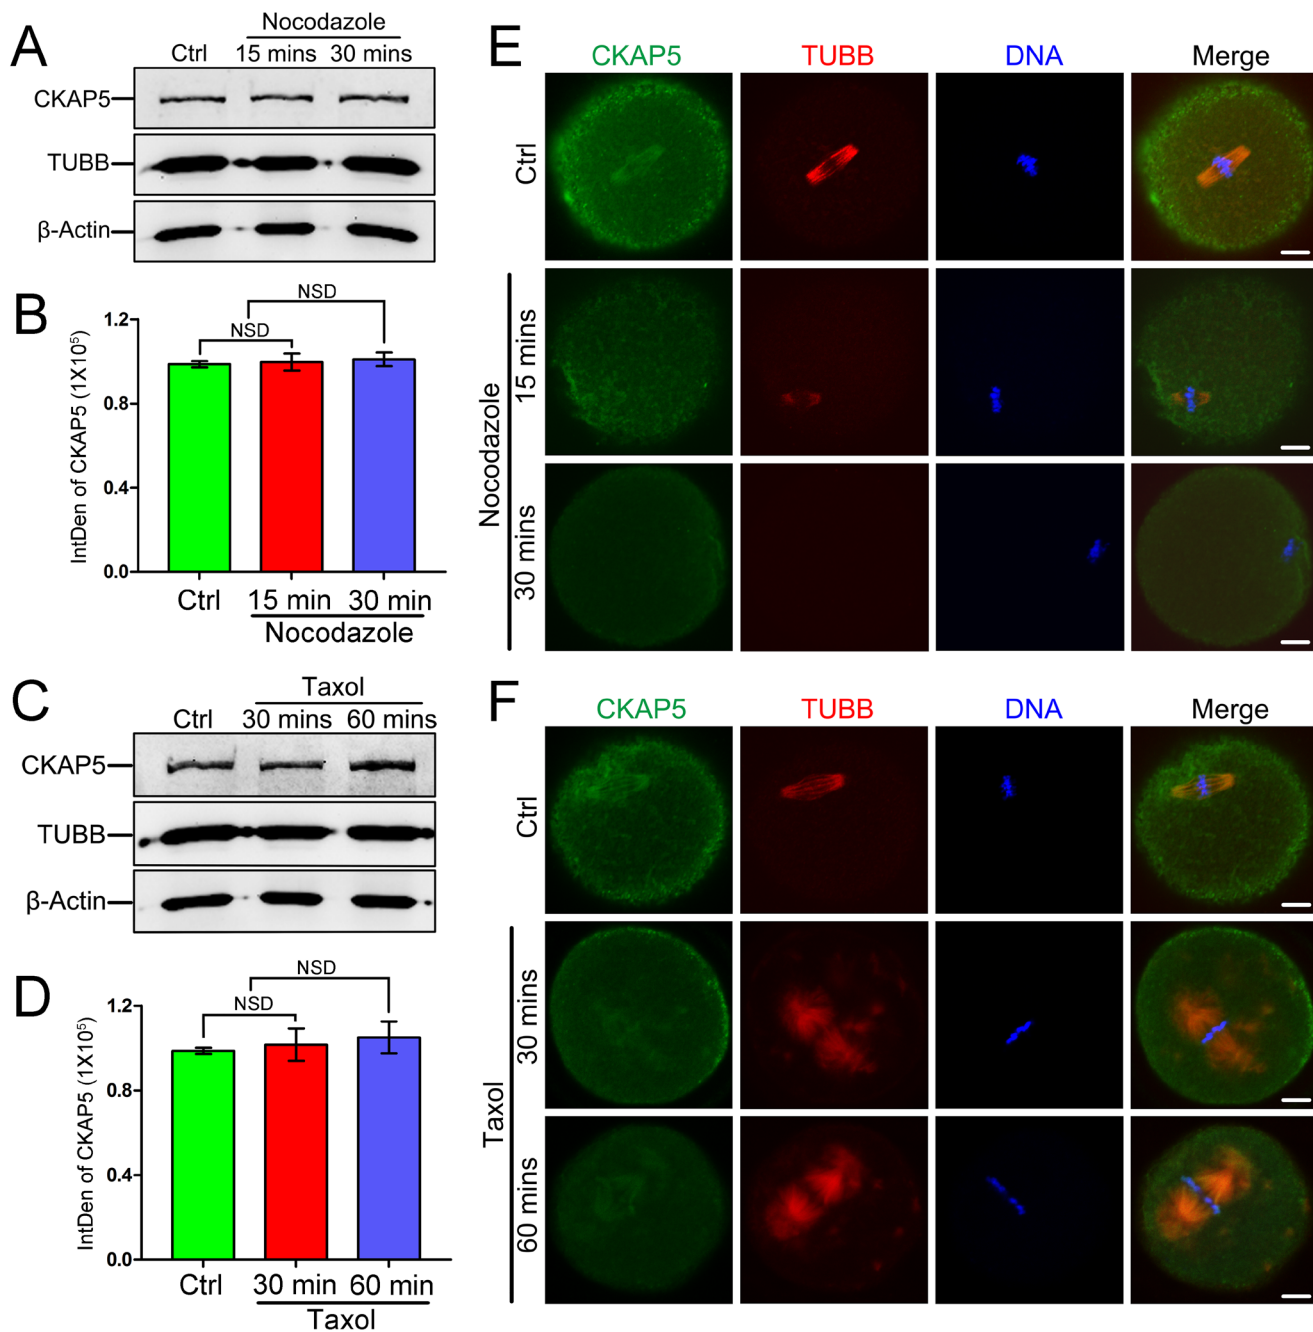 A
Nocodazole
Ctrl 15 mins 30 mins
CKAP5
TUBB
β-Actin
B
NSD
NSD
IntDen of CKAP5 (1X10⁵)
1.2
0.8
0.4
0.0
Ctrl 15 min 30 min
Nocodazole
C
Taxol
Ctrl 30 mins 60 mins
CKAP5
TUBB
β-Actin
D
NSD
NSD
IntDen of CKAP5 (1X10⁵)
1.2
0.8
0.4
0.0
Ctrl 30 min 60 min
Taxol
E
CKAP5 TUBB DNA Merge
Ctrl
Nocodazole
15 mins
30 mins
F
CKAP5 TUBB DNA Merge
Ctrl
Taxol
30 mins
60 mins